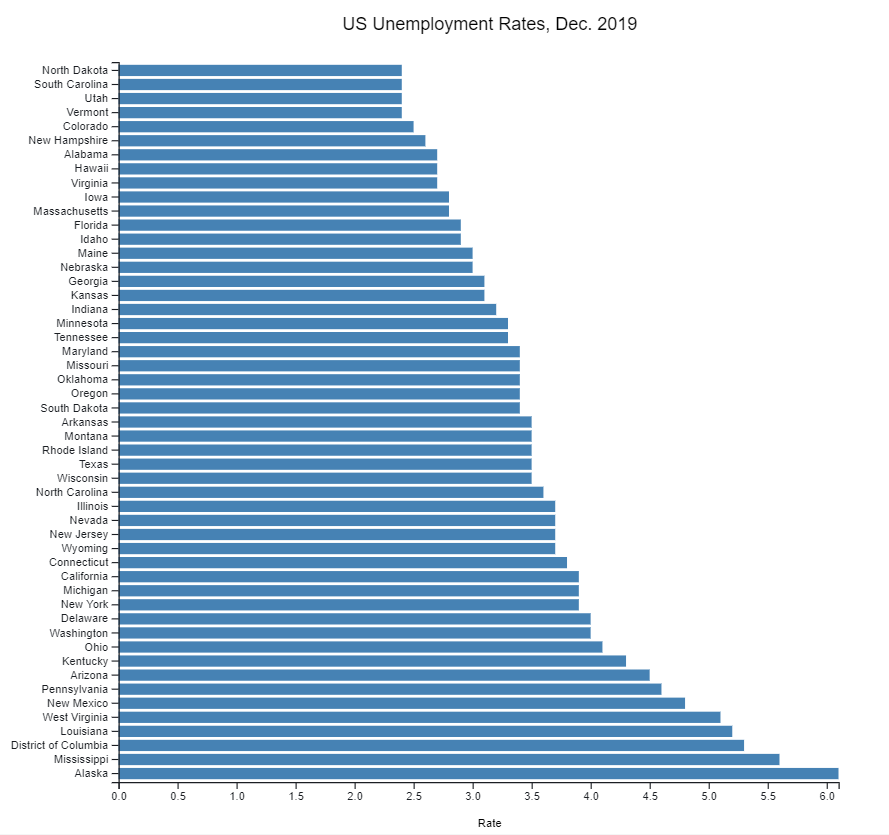 US Unemployment Rates, Dec. 2019
North Dakota
South Carolina
Utah
Vermont
Colorado
New Hampshire
Alabama
Hawaii
Virginia
Iowa
Massachusetts
Florida
Idaho
Maine
Nebraska
Georgia
Kansas
Indiana
Minnesota
Tennessee
Maryland
Missouri
Oklahoma
Oregon
South Dakota
Arkansas
Montana
Rhode Island
Texas
Wisconsin
North Carolina
Illinois
Nevada
New Jersey
Wyoming
Connecticut
California
Michigan
New York
Delaware
Washington
Ohio
Kentucky
Arizona
Pennsylvania
New Mexico
West Virginia
Louisiana
District of Columbia
Mississippi
Alaska
0.0 0.5 1.0 1.5 2.0 2.5 3.0 3.5 4.0 4.5 5.0 5.5 6.0
Rate